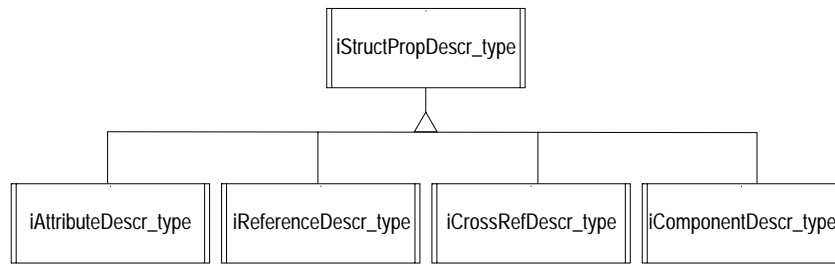 iStructPropDescr_type
iAttributeDescr_type
iReferenceDescr_type
iCrossRefDescr_type
iComponentDescr_type